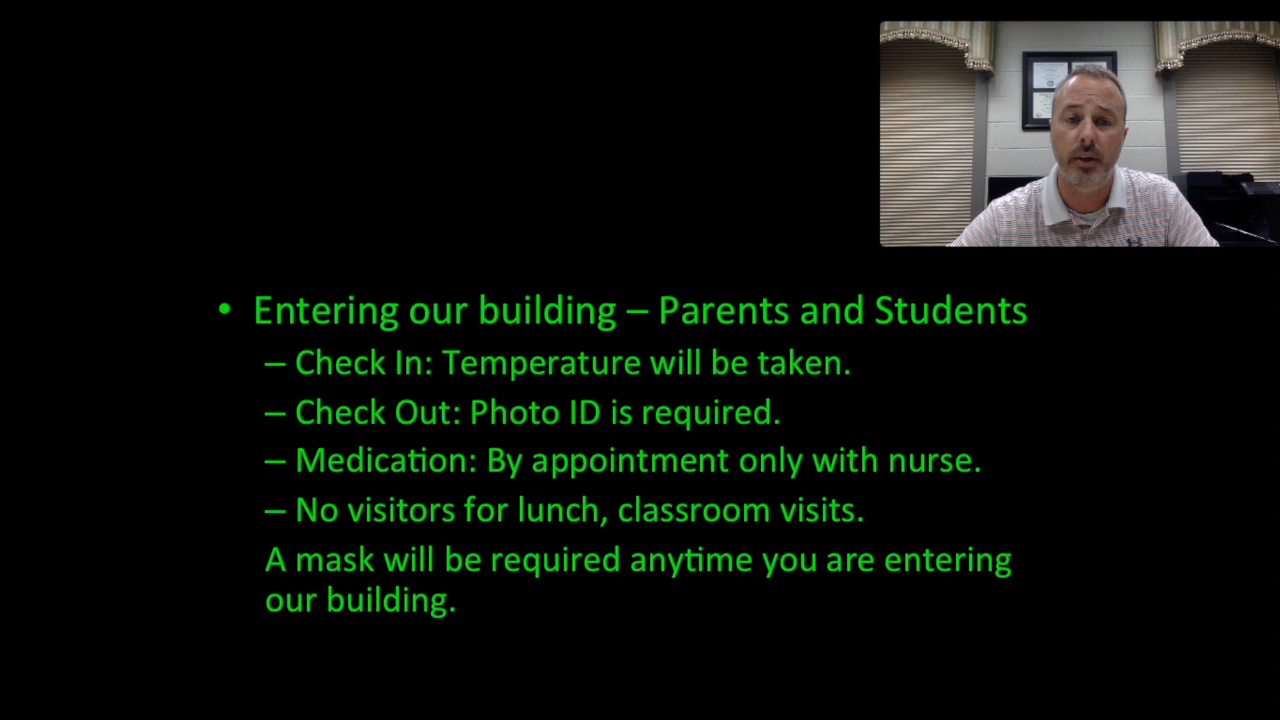 • Entering our building – Parents and Students
– Check In: Temperature will be taken.
– Check Out: Photo ID is required.
– Medication: By appointment only with nurse.
– No visitors for lunch, classroom visits.
A mask will be required anytime you are entering
our building.